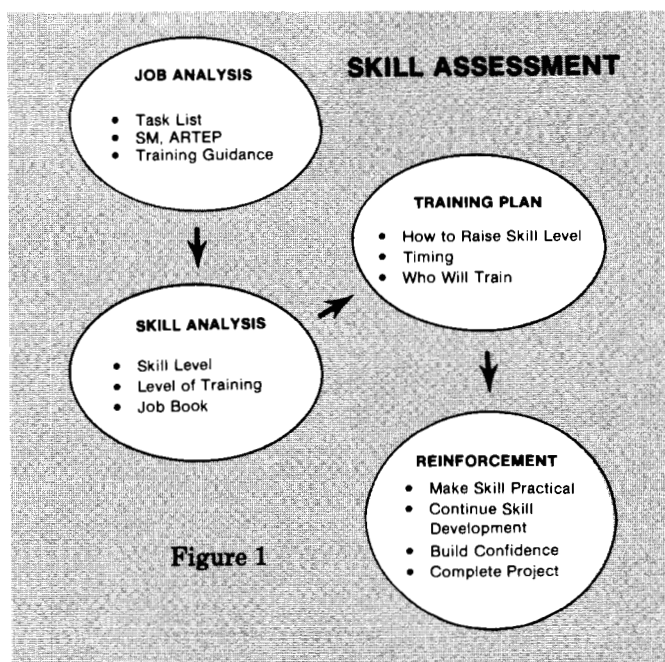 SKILL ASSESSMENT
JOB ANALYSIS
• Task List
• SM, ARTEP
• Training Guidance
SKILL ANALYSIS
• Skill Level
• Level of Training
• Job Book
TRAINING PLAN
• How to Raise Skill Level
• Timing
• Who Will Train
REINFORCEMENT
• Make Skill Practical
• Continue Skill
Development
• Build Confidence
• Complete Project
Figure 1